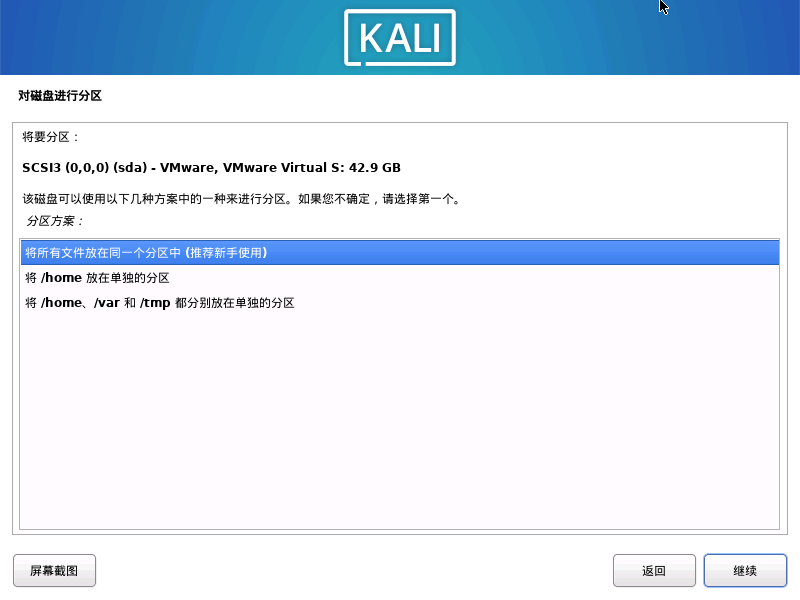 KALI
对磁盘进行分区
将要分区：
SCSI3 (0,0,0) (sda) - VMware, VMware Virtual S: 42.9 GB
该磁盘可以使用以下几种方案中的一种来进行分区。如果您不确定，请选择第一个。
分区方案：
将所有文件放在同一个分区中 (推荐新手使用)
将 /home 放在单独的分区
将 /home、/var 和 /tmp 都分别放在单独的分区
屏幕截图
返回
继续